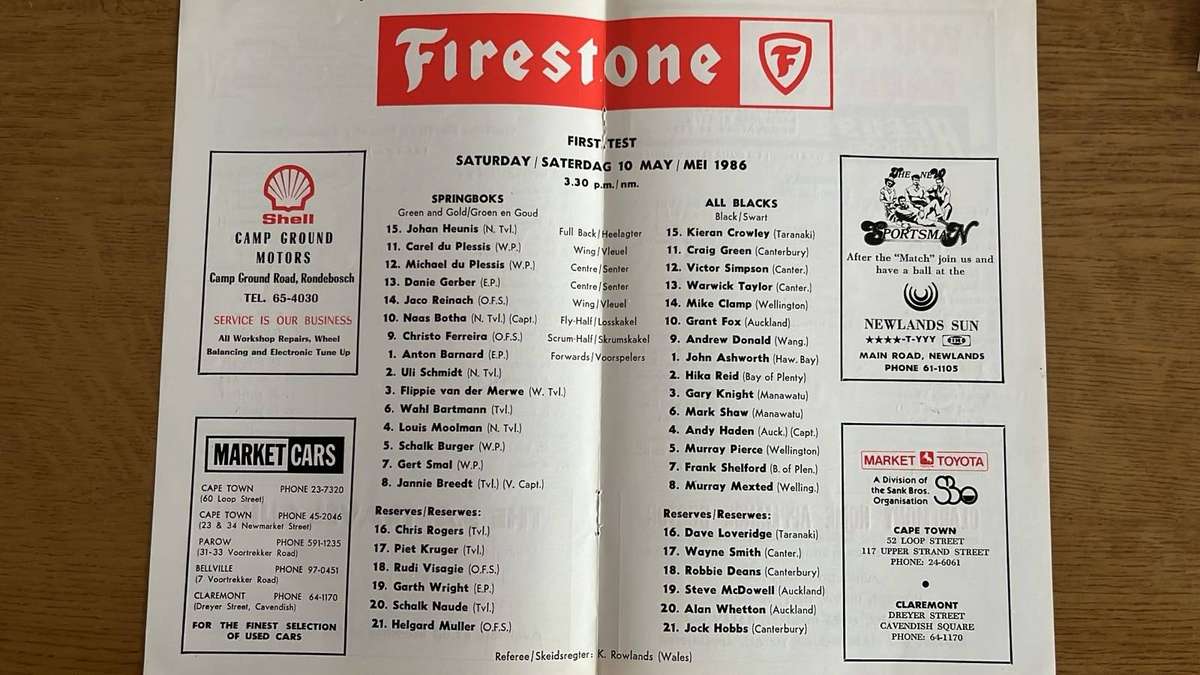 Firestone
FIRST TEST
SATURDAY/SATERDAG 10 MAY/MEI 1986
3.30 p.m./nm.
Shell
CAMP GROUND
MOTORS
Camp Ground Road, Rondebosch
TEL. 65-4030
SERVICE IS OUR BUSINESS
All Workshop Repairs, Wheel
Balancing and Electronic Tune Up
MARKET CARS
CAPE TOWN PHONE 23-7320
(60 Loop Street)
CAPE TOWN PHONE 45-2046
(23 & 34 Newmarket Street)
PAROW PHONE 591-1235
(31-33 Voortrekker Road)
BELLVILLE PHONE 97-0451
(7 Voortrekker Road)
CLAREMONT PHONE 64-1170
(Dreyer Street, Cavendish)
FOR THE FINEST SELECTION
OF USED CARS
SPRINGBOKS
Green and Gold/Groen en Goud
15. Johan Heunis (N. Tvl.)
11. Carel du Plessis (W.P.)
12. Michael du Plessis (W.P.)
13. Danie Gerber (E.P.)
14. Jaco Reinach (O.F.S.)
10. Naas Botha (N. Tvl.) (Capt.)
9. Christo Ferreira (O.F.S.)
1. Anton Barnard (E.P.)
2. Uli Schmidt (N. Tvl.)
3. Flippie van der Merwe (W. Tvl.)
6. Wahl Bartmann (Tvl.)
4. Louis Moolman (N. Tvl.)
5. Schalk Burger (W.P.)
7. Gert Smal (W.P.)
8. Jannie Breedt (Tvl.) (V. Capt.)
Reserves/Reserwes:
16. Chris Rogers (Tvl.)
17. Piet Kruger (Tvl.)
18. Rudi Visagie (O.F.S.)
19. Garth Wright (E.P.)
20. Schalk Naude (Tvl.)
21. Helgard Muller (O.F.S.)
Full Back/Heelagter
Wing/Vleuel
Centre/Senter
Centre/Senter
Wing/Vleuel
Fly-Half/Losskakel
Scrum-Half/Skrumskakel
Forwards/Voorspelers
ALL BLACKS
Black/Swart
15. Kieran Crowley (Taranaki)
11. Craig Green (Canterbury)
12. Victor Simpson (Canter.)
13. Warwick Taylor (Canter.)
14. Mike Clamp (Wellington)
10. Grant Fox (Auckland)
9. Andrew Donald (Wang.)
1. John Ashworth (Haw. Bay)
2. Hika Reid (Bay of Plenty)
3. Gary Knight (Manawatu)
6. Mark Shaw (Manawatu)
4. Andy Haden (Auck.) (Capt.)
5. Murray Pierce (Wellington)
7. Frank Shelford (B. of Plen.)
8. Murray Mexted (Welling.)
Reserves/Reserwes:
16. Dave Loveridge (Taranaki)
17. Wayne Smith (Canter.)
18. Robbie Deans (Canterbury)
19. Steve McDowell (Auckland)
20. Alan Whetton (Auckland)
21. Jock Hobbs (Canterbury)
Referee/Skeidsregter: K. Rowlands (Wales)
THE NEW
SPORTSMAN
After the "Match" join us and
have a ball at the
NEWLANDS SUN
★★★★-T-YYY
MAIN ROAD, NEWLANDS
PHONE 61-1105
MARKET TOYOTA
A Division of
the Sank Bros.
Organisation
CAPE TOWN
52 LOOP STREET
117 UPPER STRAND STREET
PHONE: 24-6061
CLAREMONT
DREYER STREET
CAVENDISH SQUARE
PHONE: 64-1170